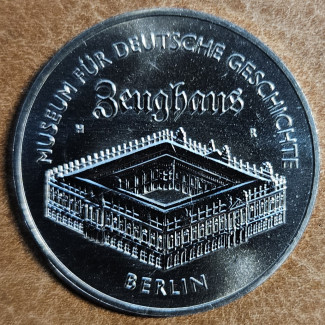 MUSEUM FÜR DEUTSCHE GESCHICHTE
Zeughaus
M R
BERLIN